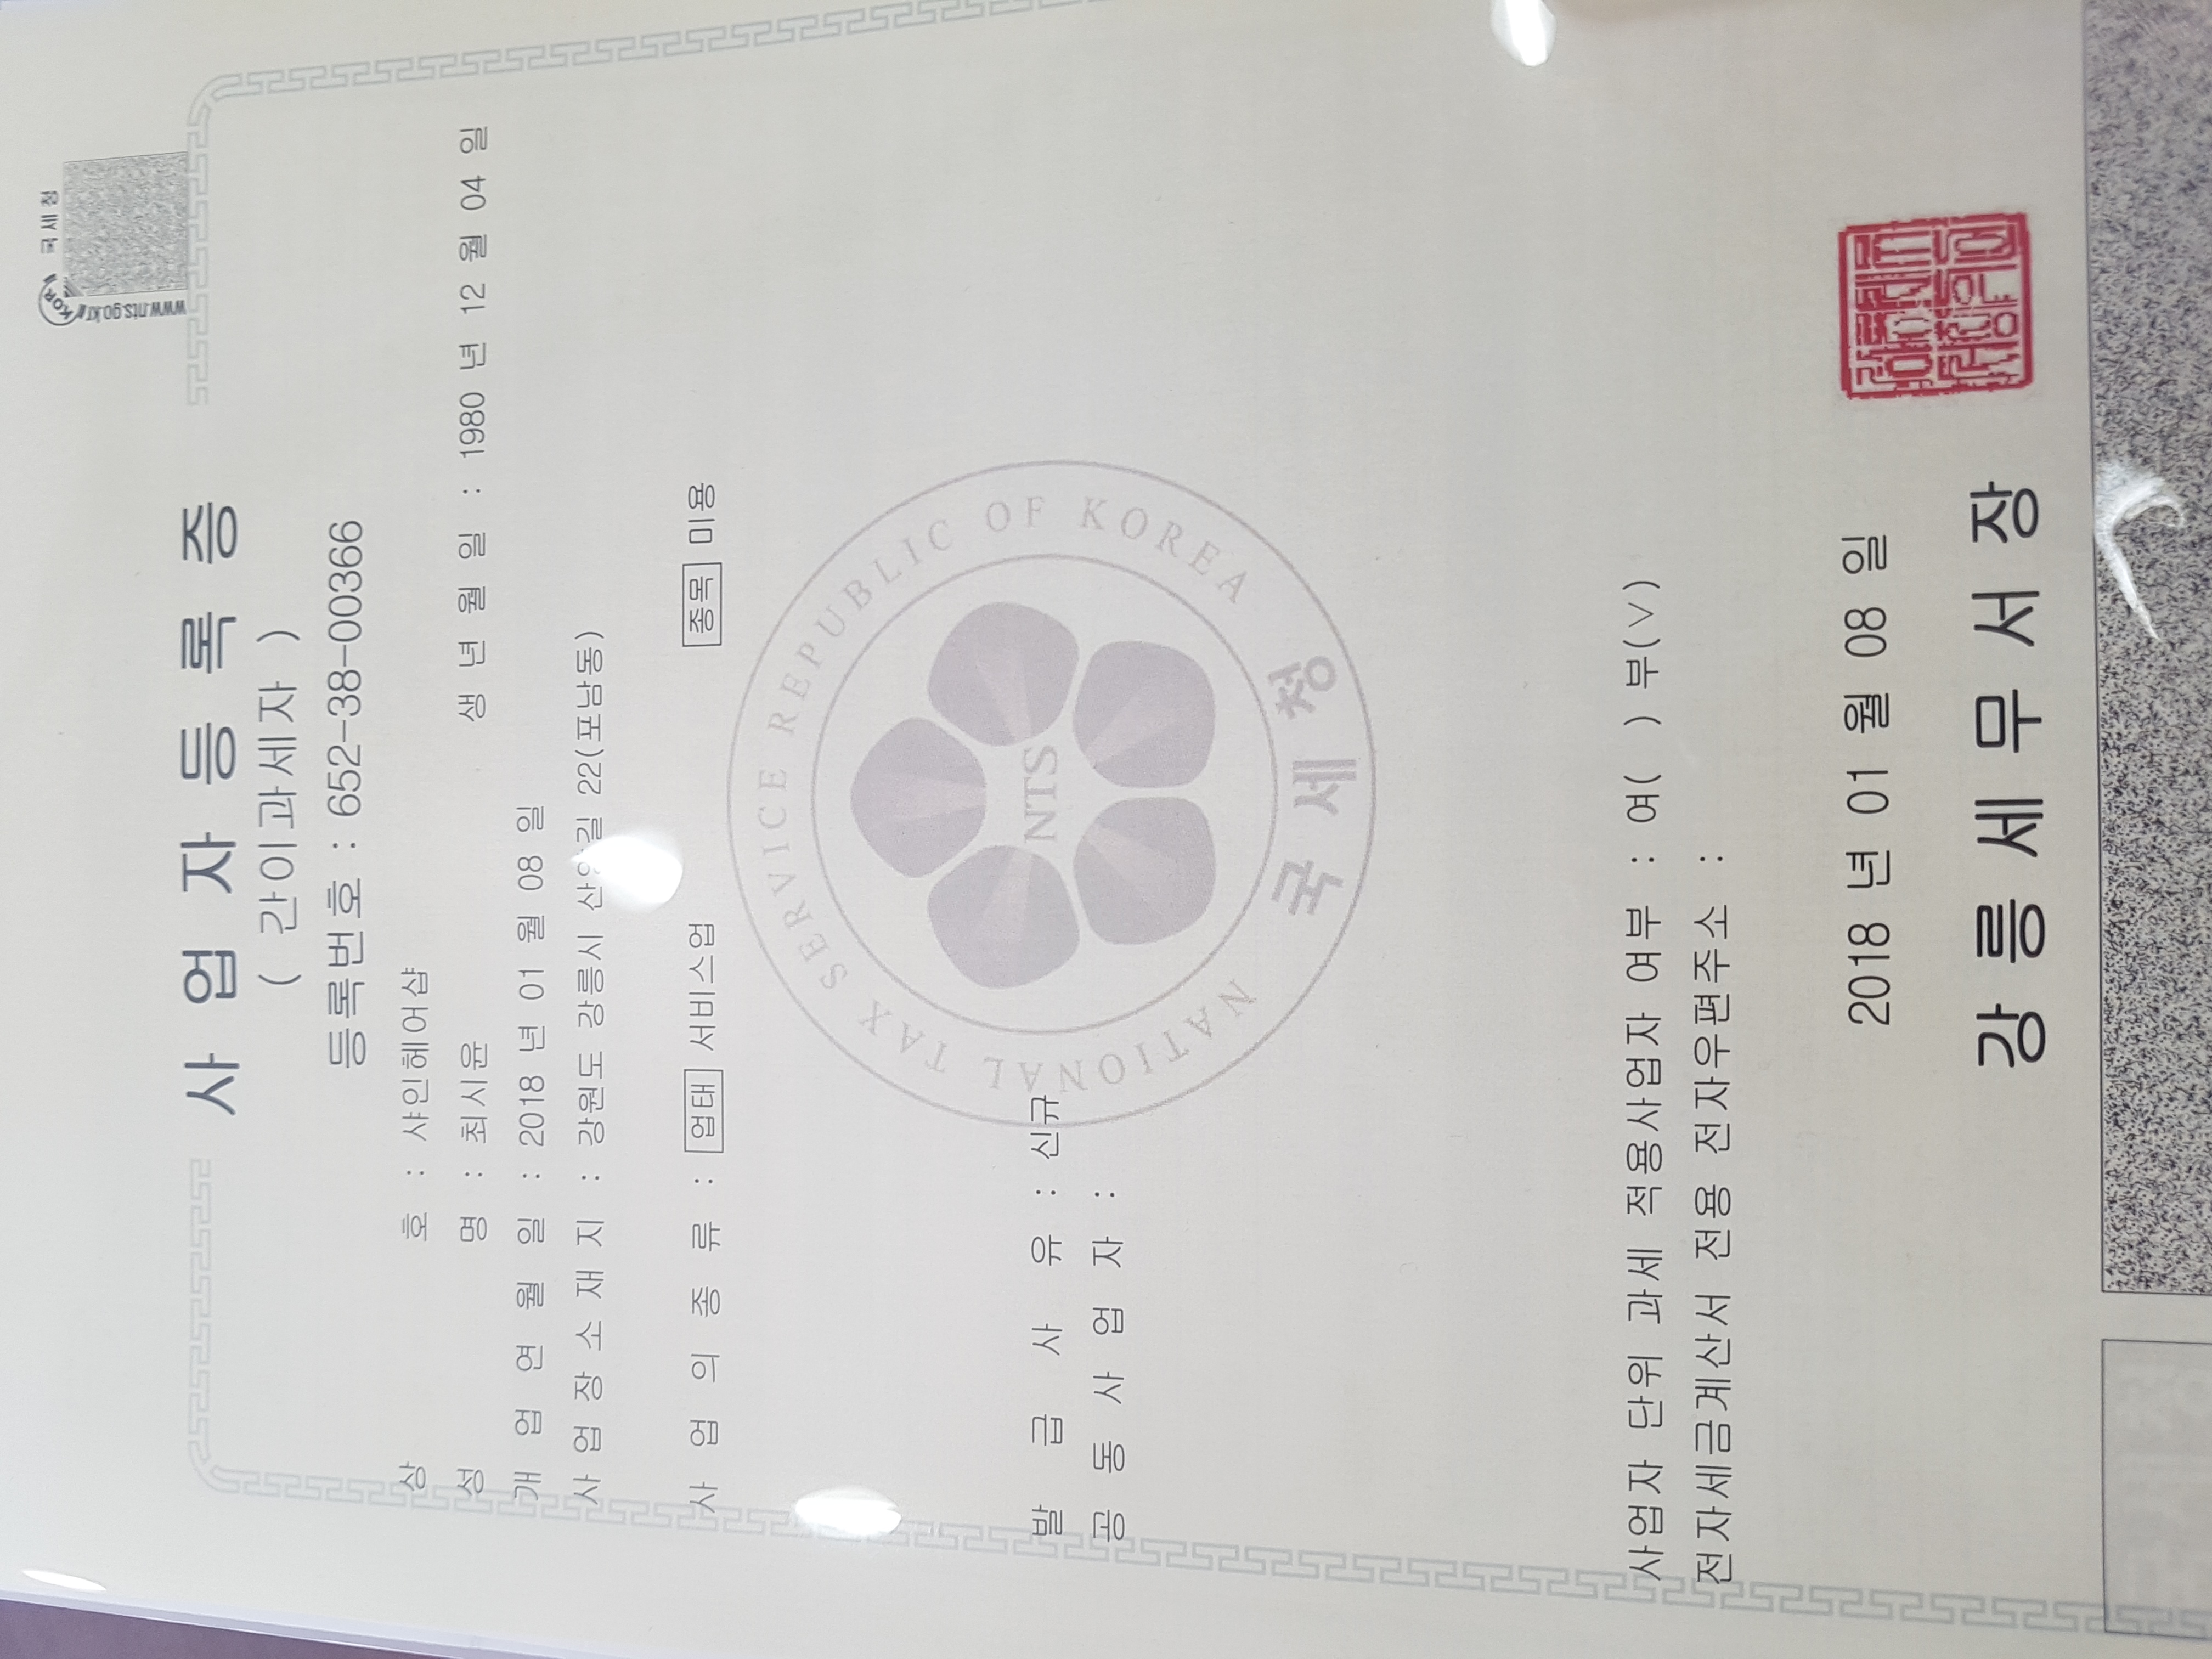 국세청
KOR
www.nts.go.kr
사 업 자 등 록 증
( 간이과세자 )
등록번호 : 652-38-00366
상 호 : 샤인헤어샵
성 명 : 최시윤 생 년 월 일 : 1980 년 12 월 04 일
개 업 연 월 일 : 2018 년 01 월 08 일
사 업 장 소 재 지 : 강원도 강릉시 22(포남동)
사 업 의 종 류 : 업태 서비스업 종목 미용
NATIONAL TAX SERVICE REPUBLIC OF KOREA
NTS
국세청
발 급 사 유 : 신규
공 동 사 업 자 :
사업자 단위 과세 적용사업자 여부 : 여( ) 부(∨)
전자세금계산서 전용 전자우편주소 :
2018 년 01 월 08 일
강 릉 세 무 서 장